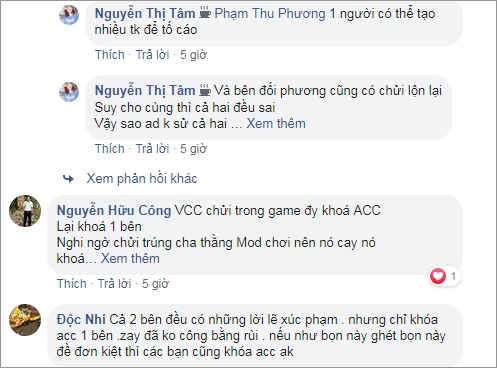 Nguyễn Thị Tâm Phạm Thu Phương 1 người có thể tạo
nhiều tk để tố cáo
Thích · Trả lời · 5 giờ
Nguyễn Thị Tâm Và bên đối phương cũng có chửi lộn lại
Suy cho cùng thì cả hai đều sai
Vậy sao ad k sử cả hai ... Xem thêm
Thích · Trả lời · 5 giờ
Xem phản hồi khác
Nguyễn Hữu Công VCC chửi trong game đy khoá ACC
Lại khoá 1 bên
Nghi ngờ chửi trúng cha thằng Mod chơi nên nó cay nó
khoá... Xem thêm
Thích · Trả lời · 5 giờ
1
Độc Nhi Cả 2 bên đều có những lời lẽ xúc phạm . nhưng chỉ khóa
acc 1 bên .zay đã ko công bằng rùi . nếu như bọn này ghét bọn này
đề đơn kiệt thì các bạn cũng khóa acc ak